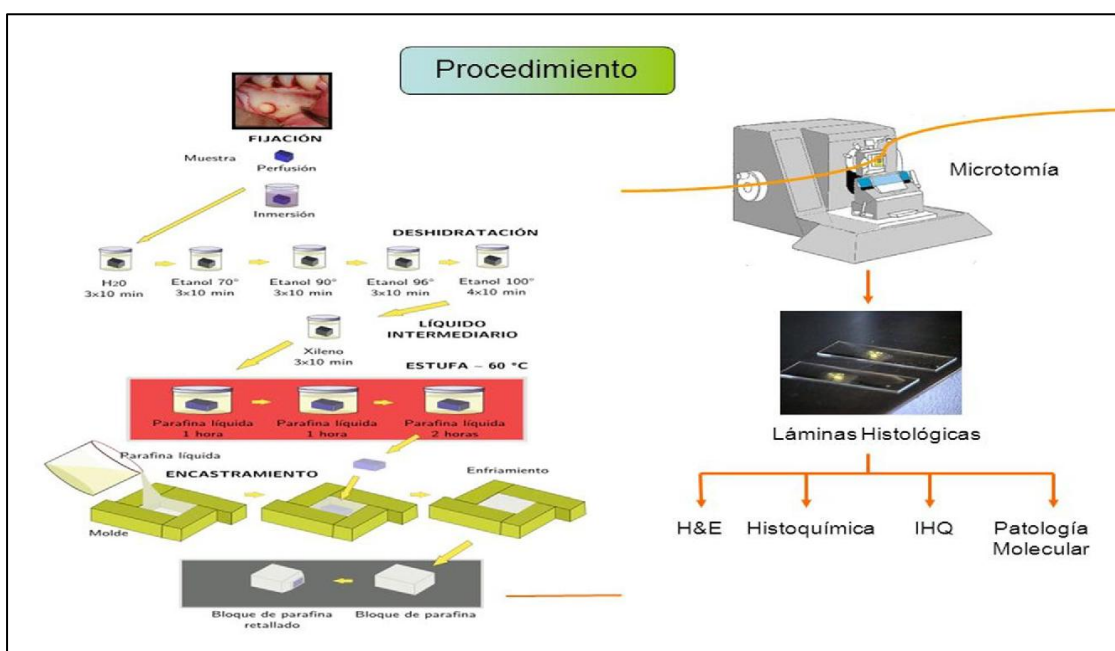 Procedimiento
FIJACIÓN
Muestra
Perfusión
Inmersión
DESHIDRATACIÓN
H20
3x10 min
Etanol 70°
3x10 min
Etanol 90°
3x10 min
Etanol 96°
3x10 min
Etanol 100°
4x10 min
LÍQUIDO
INTERMEDIARIO
Xileno
3x10 min
ESTUFA – 60 °C
Parafina líquida
1 hora
Parafina líquida
1 hora
Parafina líquida
2 horas
Parafina líquida
ENCASTRAMIENTO
Enfriamiento
Molde
Bloque de parafina
retallado
Bloque de parafina
Microtomía
Láminas Histológicas
H&E
Histoquímica
IHQ
Patología
Molecular